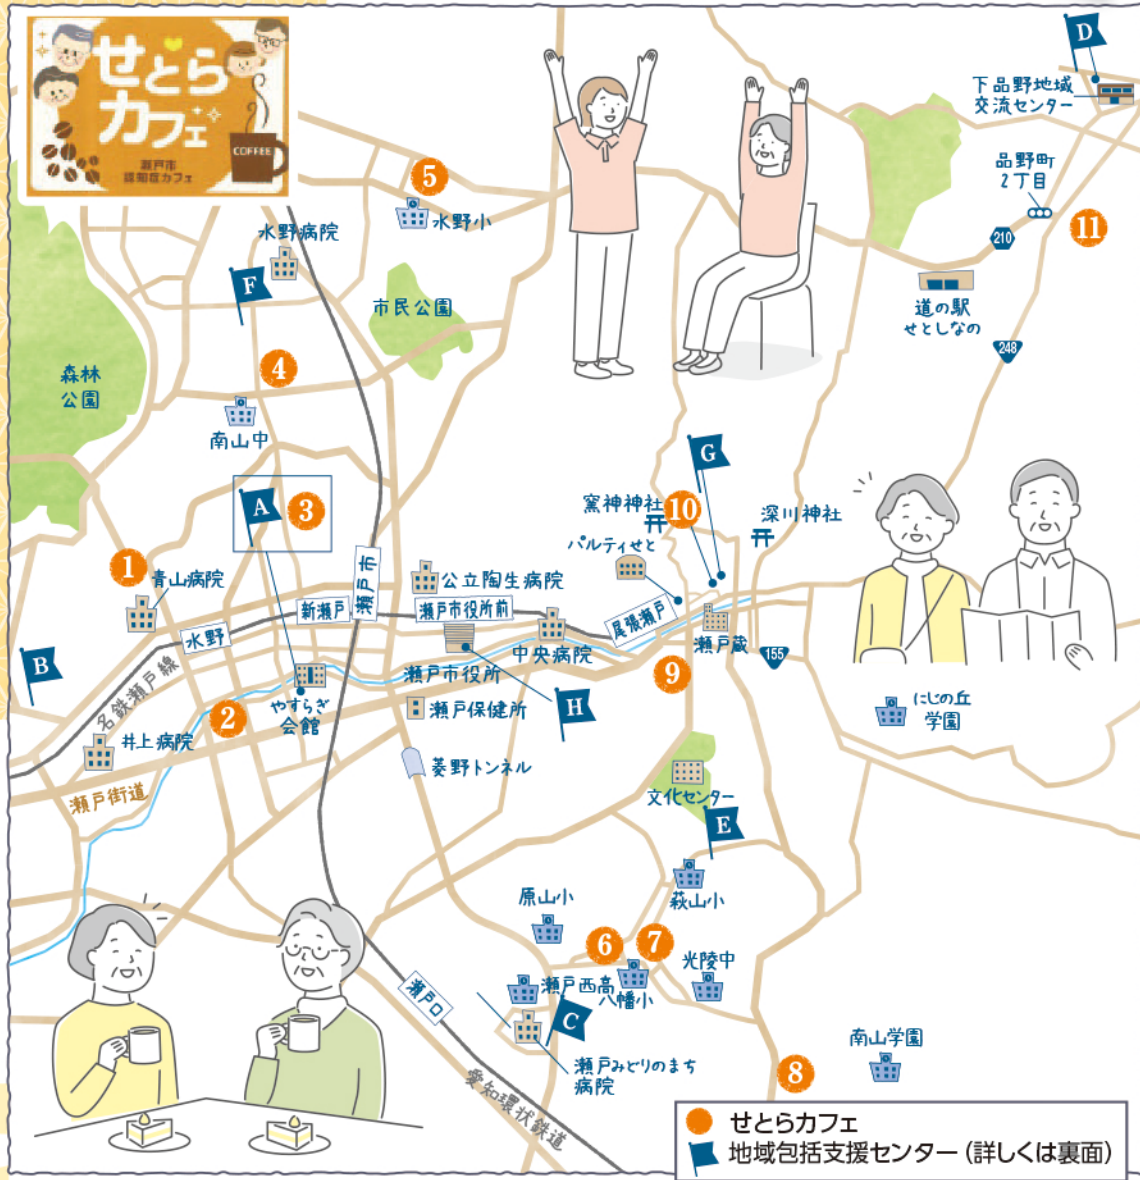 せとら
カフェ
瀬戸市
認知症カフェ
COFFEE
D
下品野地域
交流センター
品野町
2丁目
11
210
道の駅
せとしなの
248
5
水野小
水野病院
F
市民公園
森林
公園
4
南山中
A
3
G
窯神神社
10
深川神社
パルティせと
1
青山病院
公立陶生病院
瀬戸市
新瀬戸
瀬戸市役所前
尾張瀬戸
水野
中央病院
瀬戸蔵
155
B
名鉄瀬戸線
瀬戸市役所
9
やすらぎ
会館
2
瀬戸保健所
H
にじの丘
学園
井上病院
菱野トンネル
瀬戸街道
文化センター
E
萩山小
原山小
6
7
光陵中
瀬戸西高
八幡小
瀬戸口
C
南山学園
瀬戸みどりのまち
病院
8
愛知環状鉄道
せとらカフェ
地域包括支援センター(詳しくは裏面)